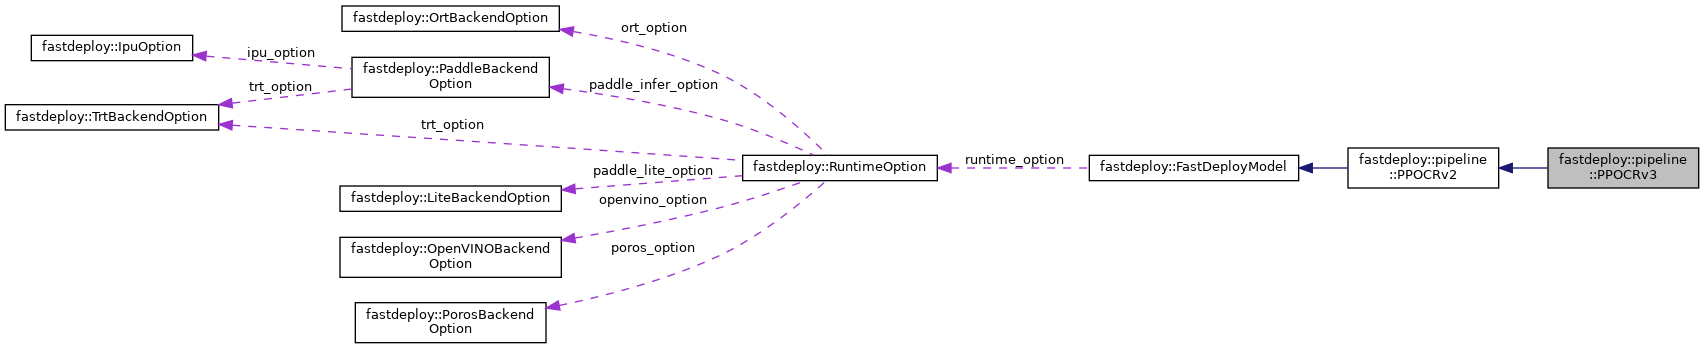 fastdeploy::OrtBackendOption
ort_option
fastdeploy::IpuOption
ipu_option
fastdeploy::PaddleBackend
Option
trt_option
paddle_infer_option
fastdeploy::TrtBackendOption
trt_option
fastdeploy::RuntimeOption
runtime_option
fastdeploy::FastDeployModel
fastdeploy::pipeline
::PPOCRv2
fastdeploy::pipeline
::PPOCRv3
paddle_lite_option
fastdeploy::LiteBackendOption
openvino_option
fastdeploy::OpenVINOBackend
Option
poros_option
fastdeploy::PorosBackend
Option